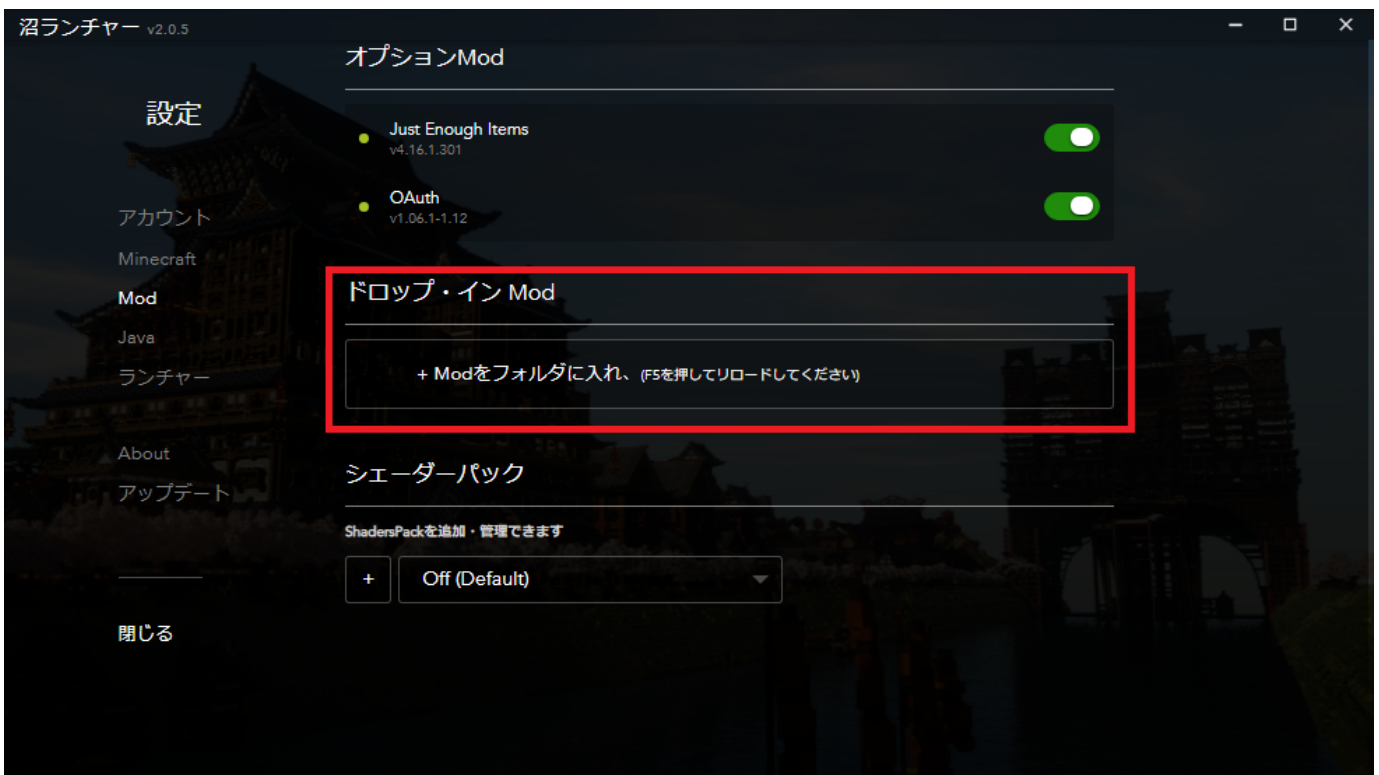 沼ランチャー v2.0.5
オプションMod
設定
Just Enough Items
v4.16.1.301
OAuth
v1.06.1-1.12
アカウント
Minecraft
Mod
Java
ランチャー
About
アップデート
閉じる
ドロップ・イン Mod
+ Modをフォルダに入れ、(F5を押してリロードしてください)
シェーダーパック
ShadersPackを追加・管理できます
+ Off (Default)